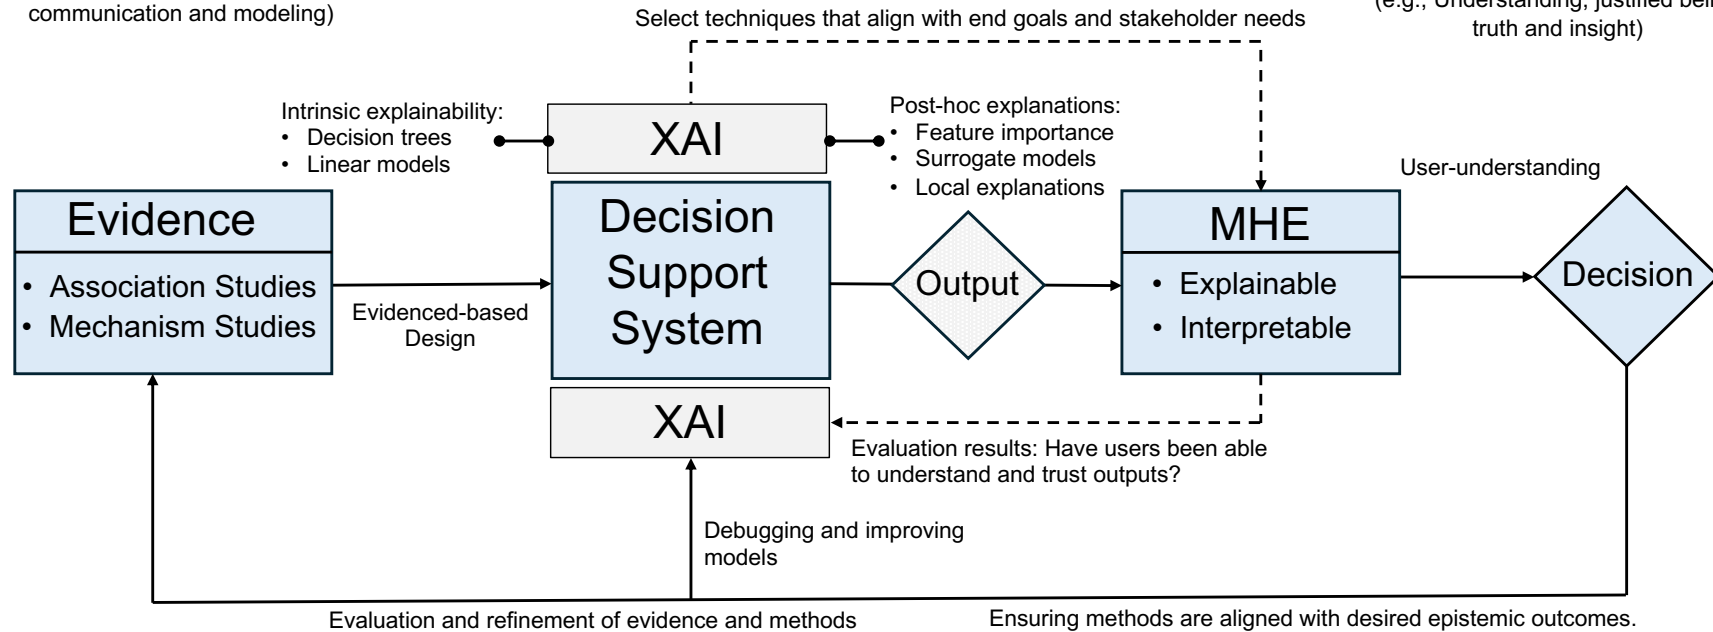 communication and modeling)
Select techniques that align with end goals and stakeholder needs
(e.g., Understanding, justified
truth and insight)
Intrinsic explainability:
• Decision trees
• Linear models
XAI
Post-hoc explanations:
• Feature importance
• Surrogate models
• Local explanations
User-understanding
Evidence
• Association Studies
• Mechanism Studies
Evidenced-based
Design
Decision
Support
System
Output
MHE
• Explainable
• Interpretable
Decision
XAI
Evaluation results: Have users been able
to understand and trust outputs?
Debugging and improving
models
Evaluation and refinement of evidence and methods
Ensuring methods are aligned with desired epistemic outcomes.